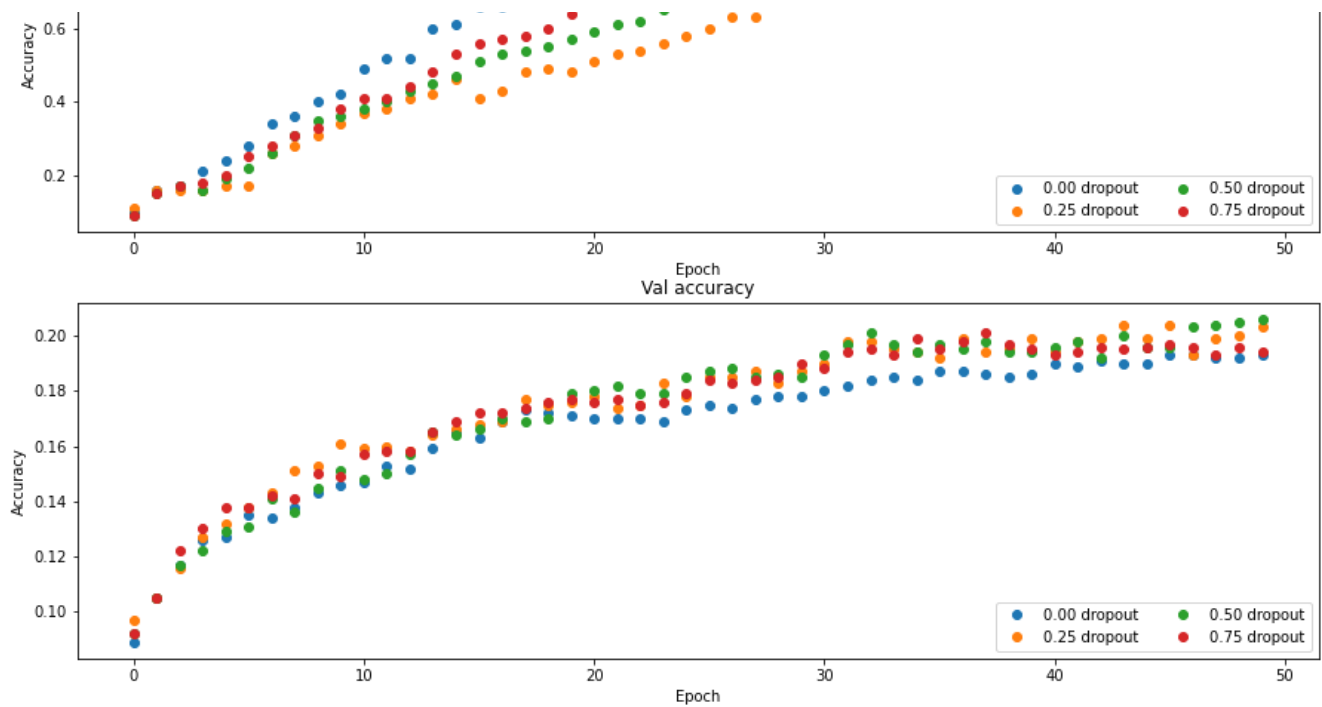 0.6
0.4
0.2
Accuracy
0.00 dropout 0.50 dropout
0.25 dropout 0.75 dropout
0 10 20 30 40 50
Epoch
Val accuracy
0.20
0.18
0.16
0.14
0.12
0.10
Accuracy
0.00 dropout 0.50 dropout
0.25 dropout 0.75 dropout
0 10 20 30 40 50
Epoch